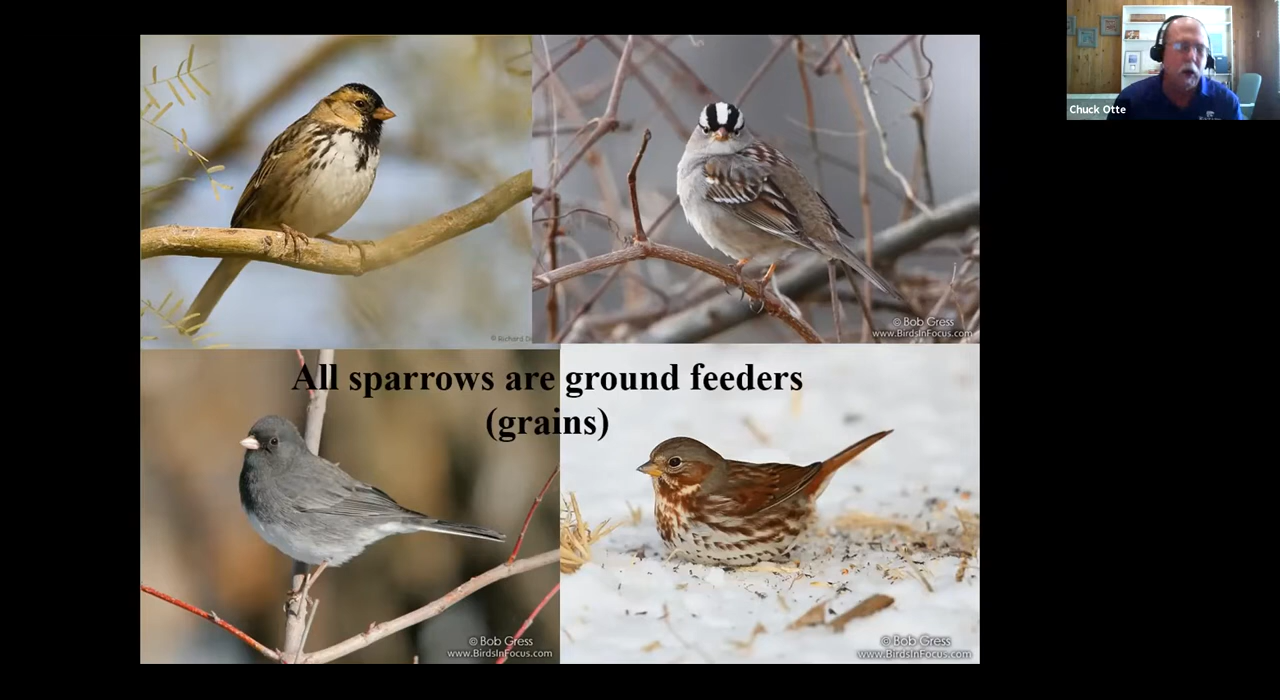 Chuck Otte
© Richard
© Bob Gress
www.BirdsInFocus.com
All sparrows are ground feeders
(grains)
© Bob Gress
www.BirdsInFocus.com
© Bob Gress
www.BirdsInFocus.com